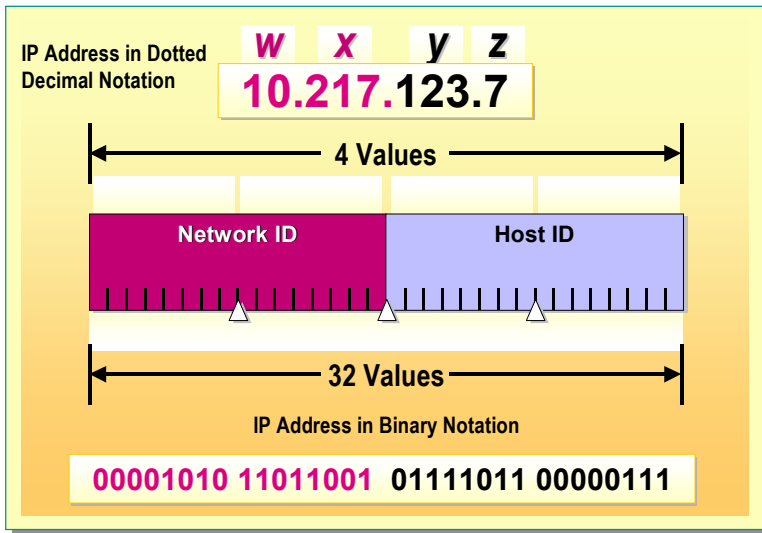 w x y z
IP Address in Dotted
Decimal Notation
10.217.123.7
4 Values
Network ID Host ID
32 Values
IP Address in Binary Notation
00001010 11011001 01111011 00000111